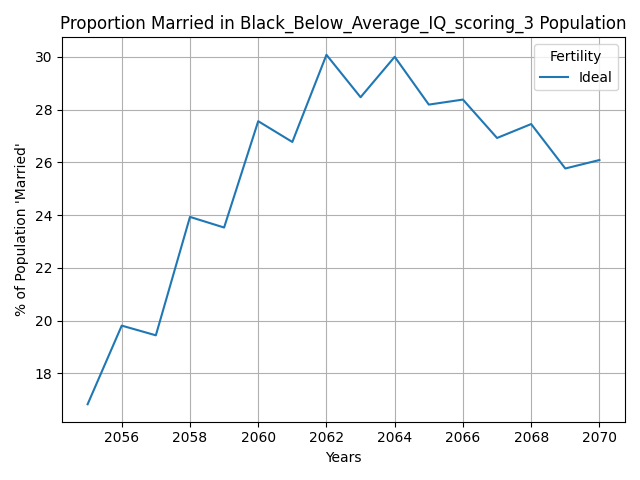 Proportion Married in Black_Below_Average_IQ_scoring_3 Population
% of Population 'Married'
30
28
26
24
22
20
18
Fertility
Ideal
2056 2058 2060 2062 2064 2066 2068 2070
Years